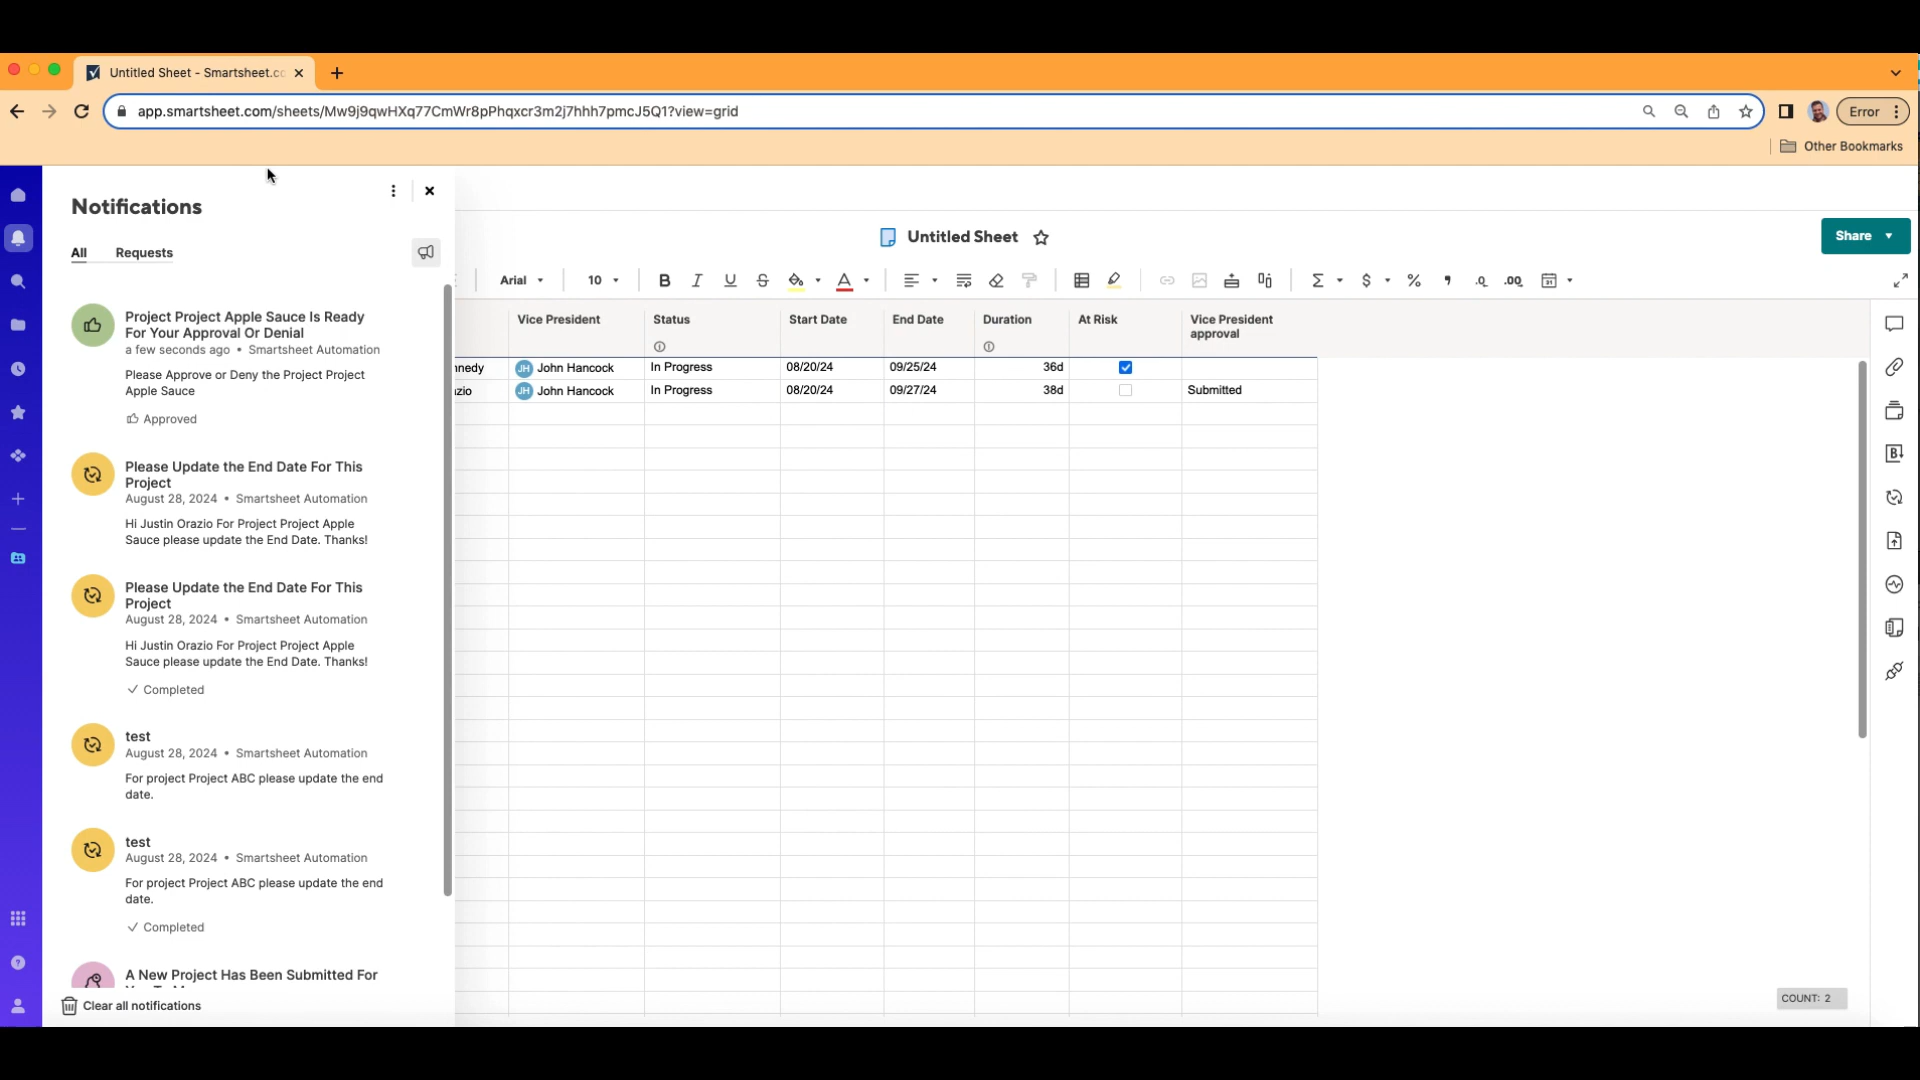 Untitled Sheet - Smartsheet.co
app.smartsheet.com/sheets/Mw9j9qwHXq77CmWr8pPhqxcr3m2j7hhh7pmcJ5Q1?view=grid
Error
Other Bookmarks
Notifications
All Requests
Project Project Apple Sauce Is Ready
For Your Approval Or Denial
a few seconds ago • Smartsheet Automation
Please Approve or Deny the Project Project
Apple Sauce
Approved
Please Update the End Date For This
Project
August 28, 2024 • Smartsheet Automation
Hi Justin Orazio For Project Project Apple
Sauce please update the End Date. Thanks!
Please Update the End Date For This
Project
August 28, 2024 • Smartsheet Automation
Hi Justin Orazio For Project Project Apple
Sauce please update the End Date. Thanks!
Completed
test
August 28, 2024 • Smartsheet Automation
For project Project ABC please update the end
date.
test
August 28, 2024 • Smartsheet Automation
For project Project ABC please update the end
date.
Completed
A New Project Has Been Submitted For
Clear all notifications
Untitled Sheet
Share
Arial 10 B I U S A Σ $ % , .0 .00
Vice President Status Start Date End Date Duration At Risk Vice President
approval
nnedy JH John Hancock In Progress 08/20/24 09/25/24 36d
zio JH John Hancock In Progress 08/20/24 09/27/24 38d Submitted
COUNT: 2